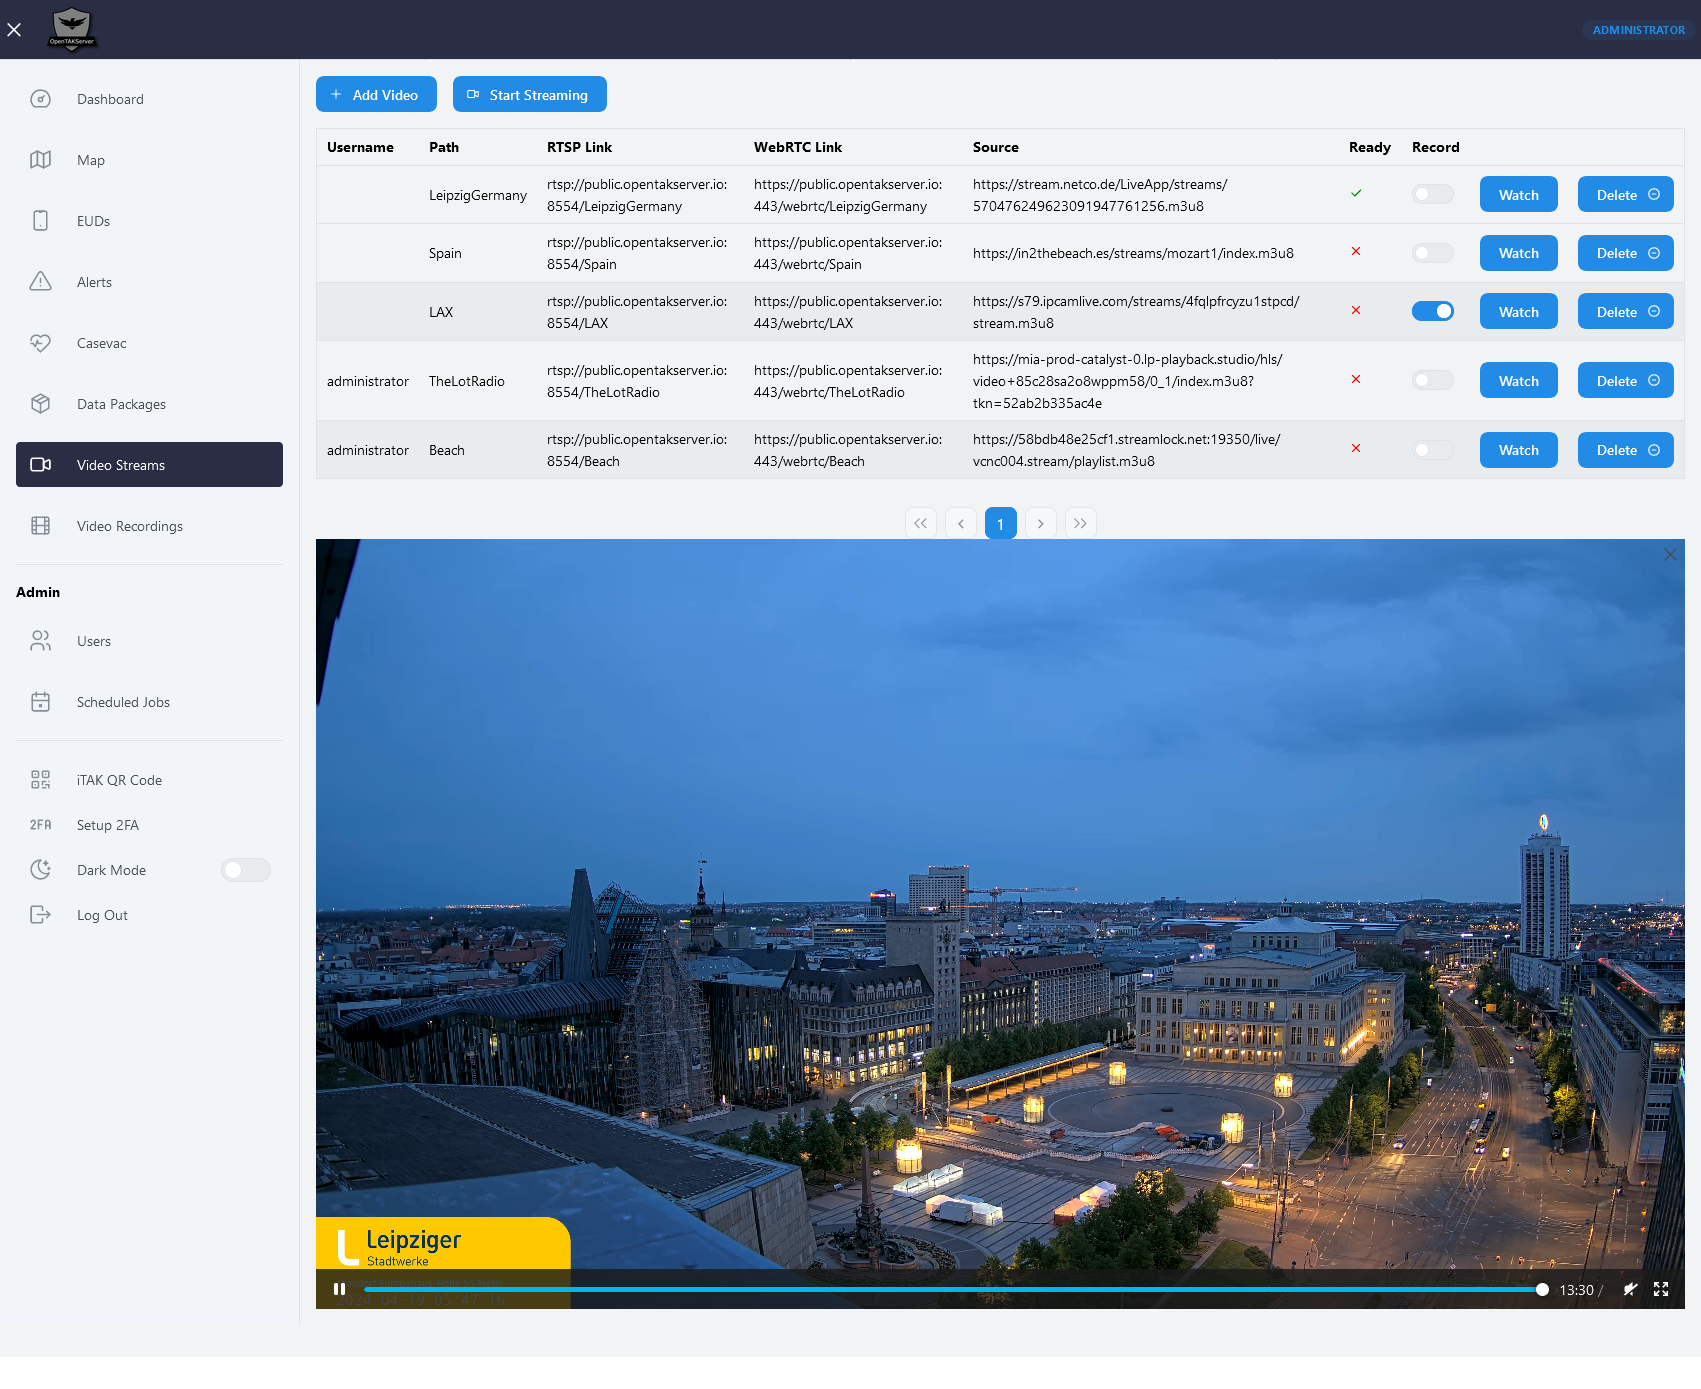 OpenTAKServer
ADMINISTRATOR
Dashboard
Map
EUDs
Alerts
Casevac
Data Packages
Video Streams
Video Recordings
Admin
Users
Scheduled Jobs
iTAK QR Code
2FA Setup 2FA
Dark Mode
Log Out
+ Add Video Start Streaming
Username Path RTSP Link WebRTC Link Source Ready Record
LeipzigGermany rtsp://public.opentakserver.io: https://public.opentakserver.io: https://stream.netco.de/LiveApp/streams/ Watch Delete
8554/LeipzigGermany 443/webrtc/LeipzigGermany 570476249623091947761256.m3u8
Spain rtsp://public.opentakserver.io: https://public.opentakserver.io: https://in2thebeach.es/streams/mozart1/index.m3u8 Watch Delete
8554/Spain 443/webrtc/Spain
LAX rtsp://public.opentakserver.io: https://public.opentakserver.io: https://s79.ipcamlive.com/streams/4fqlpfrcyzu1stpcd/ Watch Delete
8554/LAX 443/webrtc/LAX stream.m3u8
administrator TheLotRadio rtsp://public.opentakserver.io: https://public.opentakserver.io: https://mia-prod-catalyst-0.lp-playback.studio/hls/ Watch Delete
8554/TheLotRadio 443/webrtc/TheLotRadio video+85c28sa2o8wppm58/0_1/index.m3u8?
tkn=52ab2b335ac4e
administrator Beach rtsp://public.opentakserver.io: https://public.opentakserver.io: https://58bdb48e25cf1.streamlock.net:19350/live/ Watch Delete
8554/Beach 443/webrtc/Beach vcnc004.stream/playlist.m3u8
1
Leipziger
Stadtwerke
13:30 /